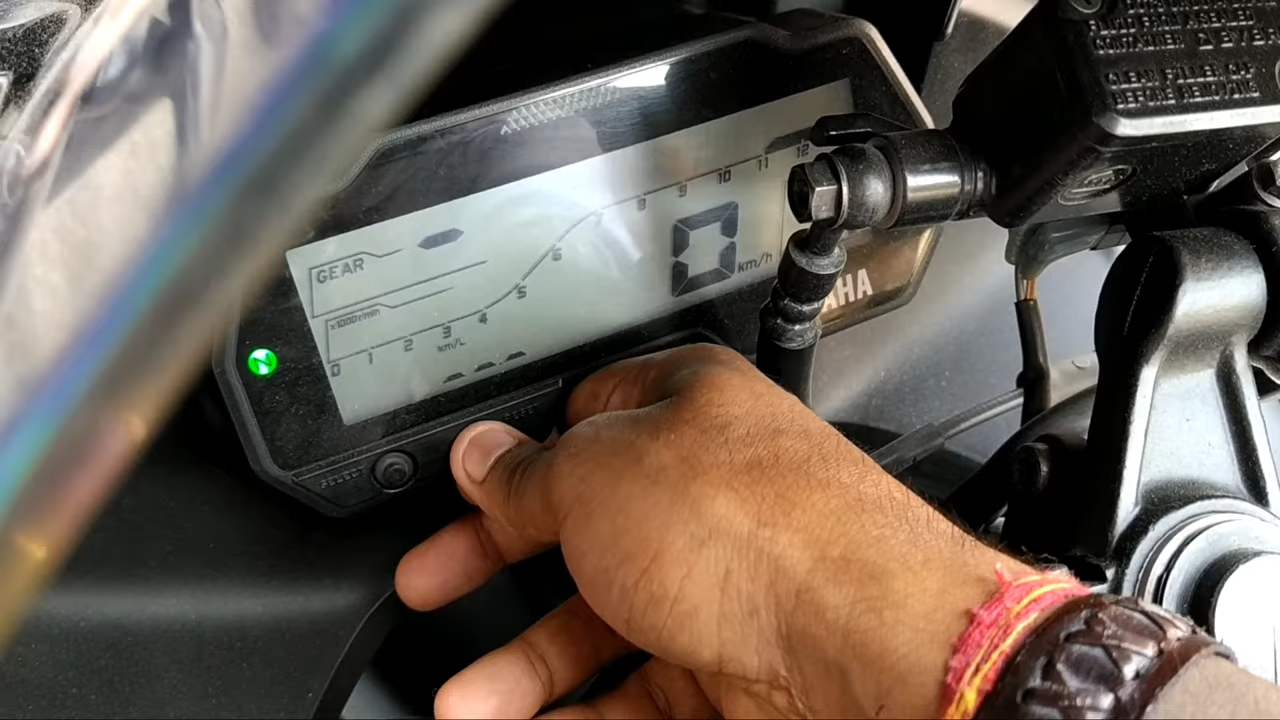 CONTAINER
CLEAN FILLER CAP
BEFORE REMOVING
12
11
10
9
8
6
5
4
3
2
1
0
GEAR
x1000r/min
km/L
0
km/h
N
SELECT